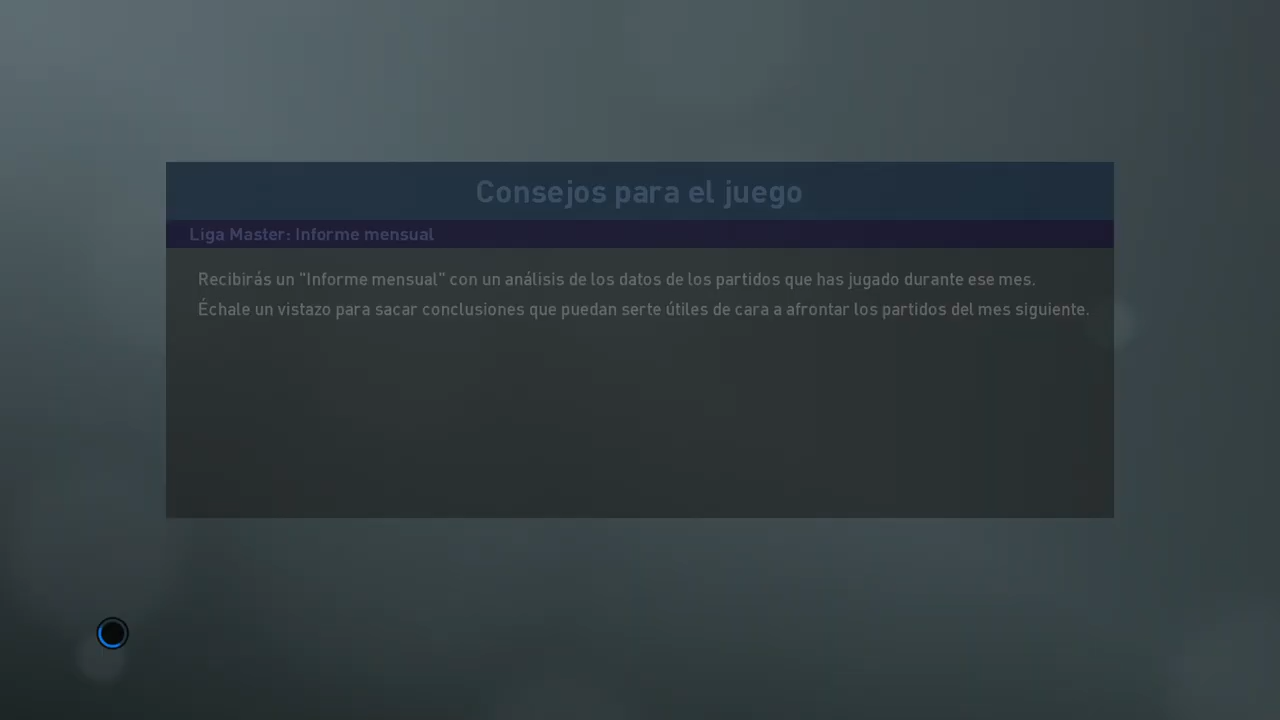 Consejos para el juego
Liga Master: Informe mensual
Recibirás un "Informe mensual" con un análisis de los datos de los partidos que has jugado durante ese mes.
Échale un vistazo para sacar conclusiones que puedan serte útiles de cara a afrontar los partidos del mes siguiente.